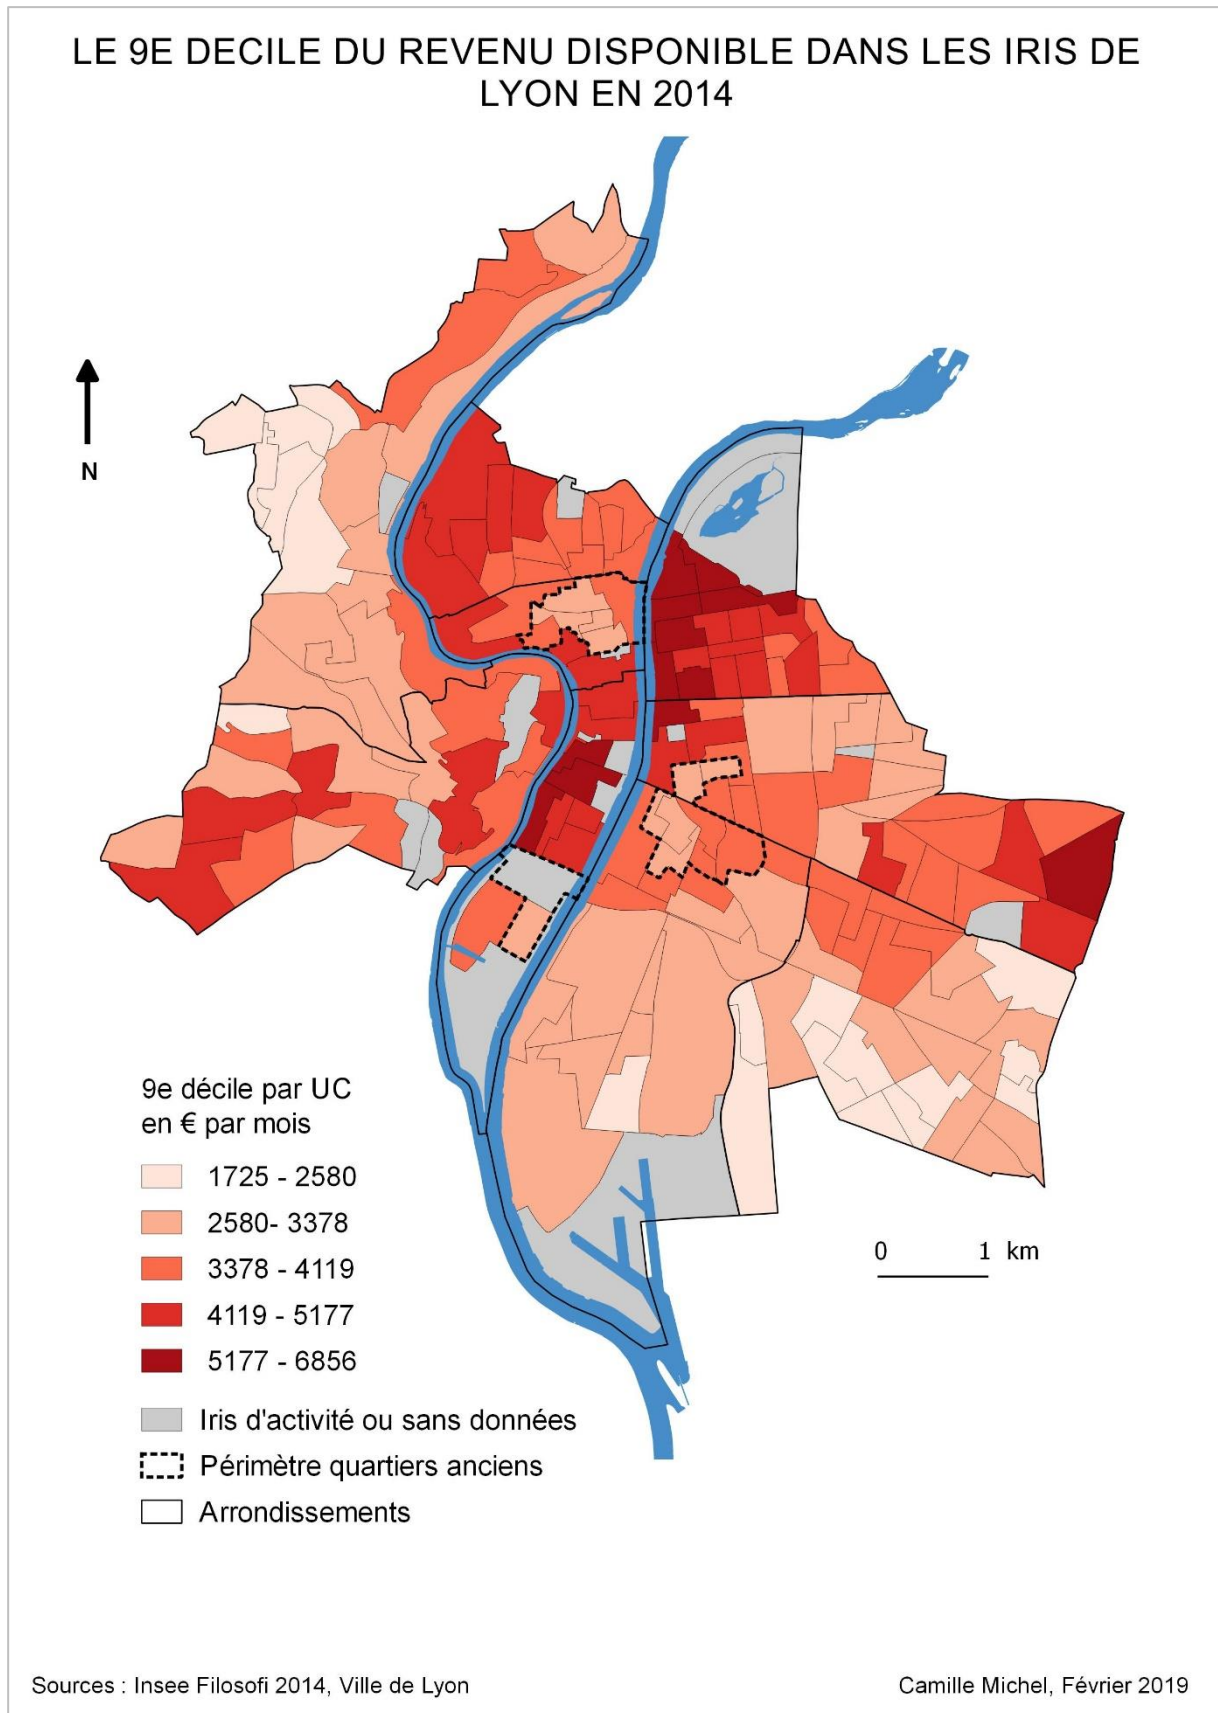 LE 9E DECILE DU REVENU DISPONIBLE DANS LES IRIS DE
LYON EN 2014
N
9e décile par UC
en € par mois
1725 - 2580
2580- 3378
3378 - 4119
4119 - 5177
5177 - 6856
Iris d'activité ou sans données
Périmètre quartiers anciens
Arrondissements
0 1 km
Sources : Insee Filosofi 2014, Ville de Lyon
Camille Michel, Février 2019